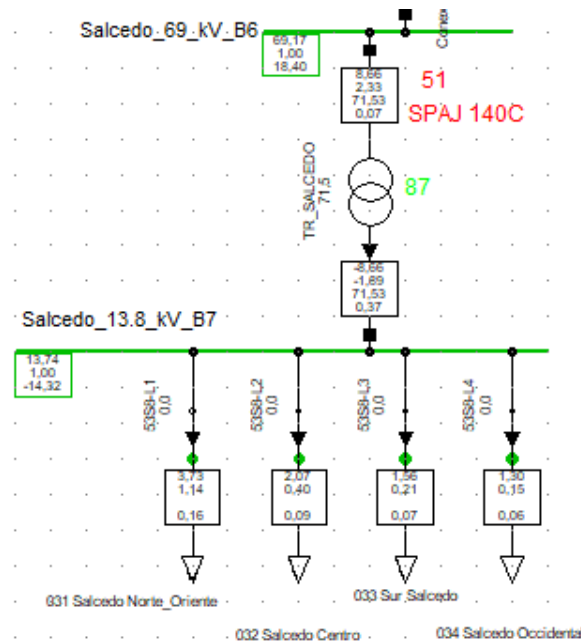 Salcedo_69_kV_B6
69,17
1,00
18,40
Conex
8,66
2,33
71,53
0,07
51
SPAJ 140C
TR_SALCEDO
71,5
87
-8,66
-1,69
71,53
0,37
Salcedo_13.8_kV_B7
13,74
1,00
-14,32
53S8-L1
0,0
53S8-L2
0,0
53S8-L3
0,0
53S8-L4
0,0
3,73
1,14
0,16
2,07
0,40
0,09
1,56
0,21
0,07
1,30
0,15
0,06
031 Salcedo Norte_Oriente
033 Sur_Salcedo
032 Salcedo Centro
034 Salcedo Occidenta